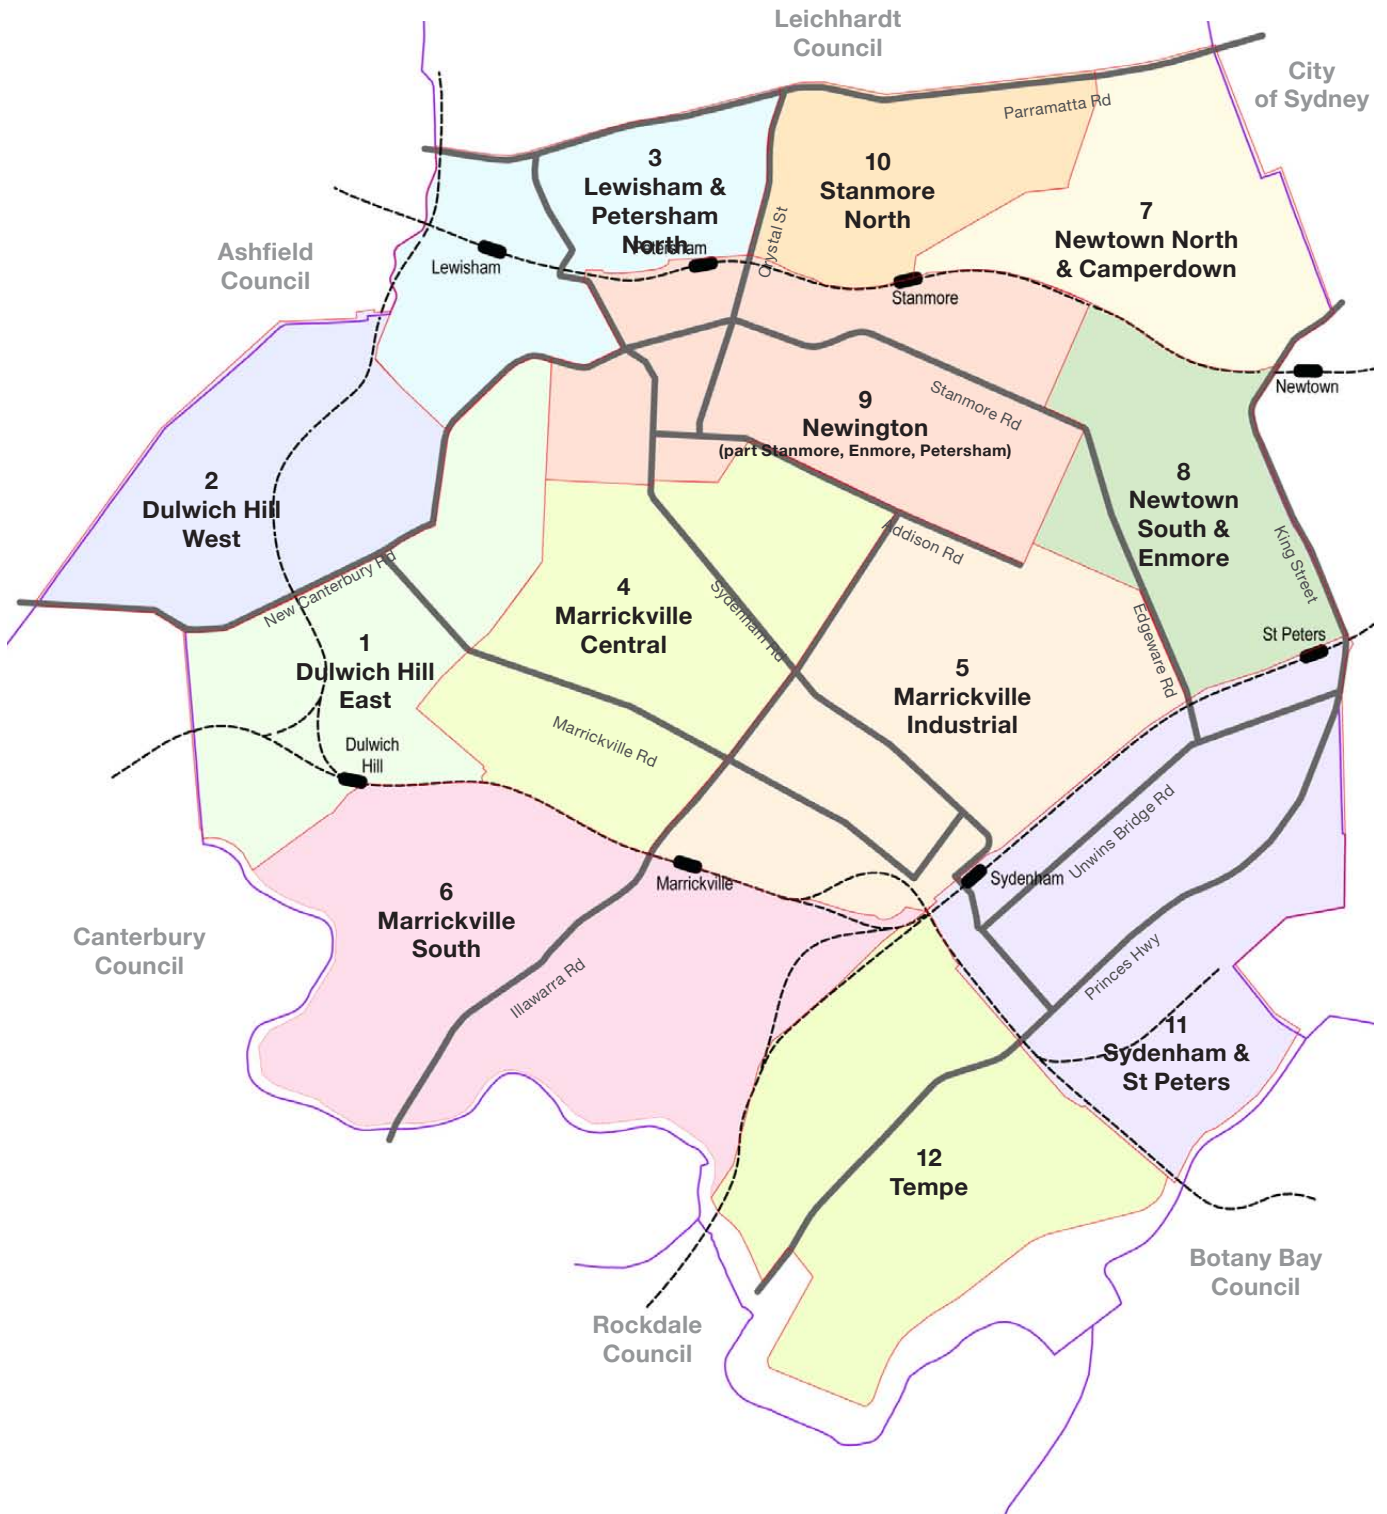 Leichhardt
Council
City
of Sydney
Parramatta Rd
3
Lewisham &
Petersham
North
Petersham
10
Stanmore
North
7
Newtown North
& Camperdown
Crystal St
Ashfield
Council
Lewisham
Stanmore
Newtown
Stanmore Rd
9
Newington
(part Stanmore, Enmore, Petersham)
2
Dulwich Hill
West
8
Newtown
South &
Enmore
King Street
Addison Rd
New Canterbury Rd
4
Marrickville
Central
Sydenham Rd
Edgeware Rd
St Peters
1
Dulwich Hill
East
5
Marrickville
Industrial
Marrickville Rd
Dulwich
Hill
Unwins Bridge Rd
Marrickville
Sydenham
6
Marrickville
South
Canterbury
Council
Illawarra Rd
Princes Hwy
11
Sydenham &
St Peters
12
Tempe
Botany Bay
Council
Rockdale
Council